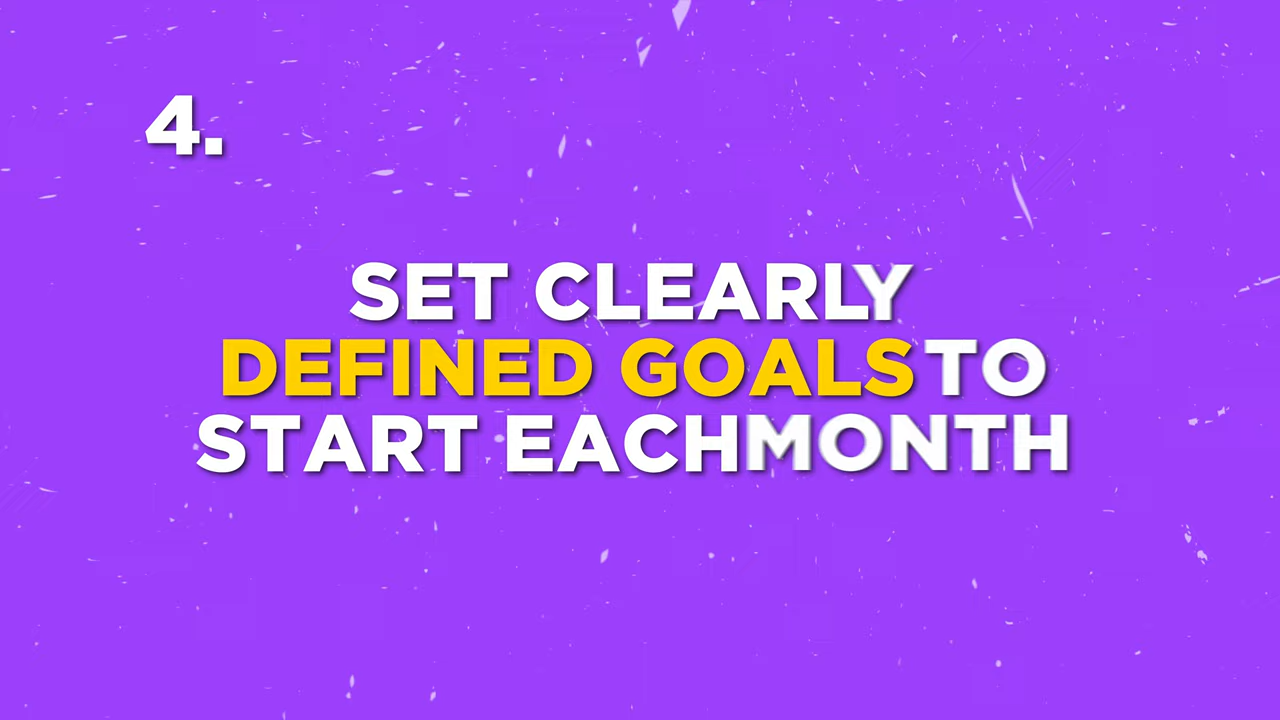 4.
SET CLEARLY
DEFINED GOALS TO
START EACH MONTH